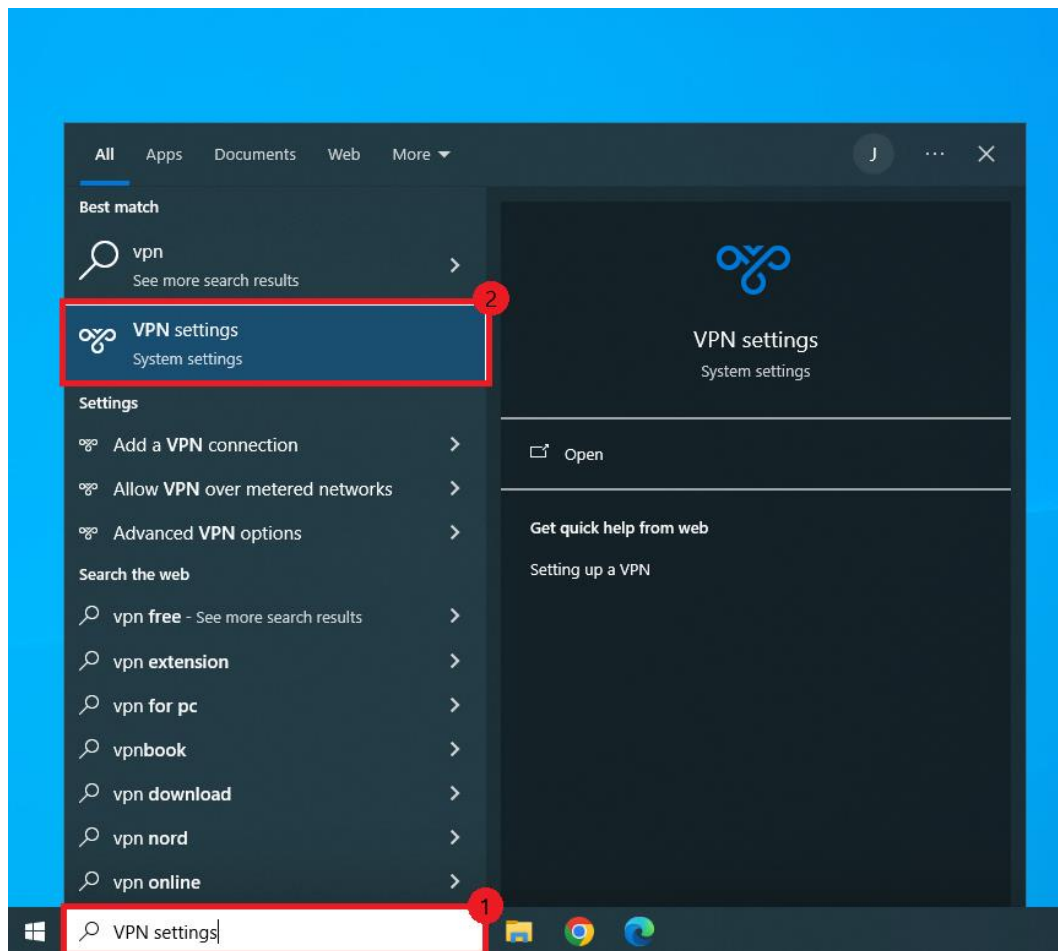 All Apps Documents Web More J ...
Best match
vpn
See more search results
2
VPN settings
System settings
Settings
Add a VPN connection
Allow VPN over metered networks
Advanced VPN options
Search the web
vpn free - See more search results
vpn extension
vpn for pc
vpnbook
vpn download
vpn nord
vpn online
VPN settings
System settings
Open
Get quick help from web
Setting up a VPN
1
VPN settings